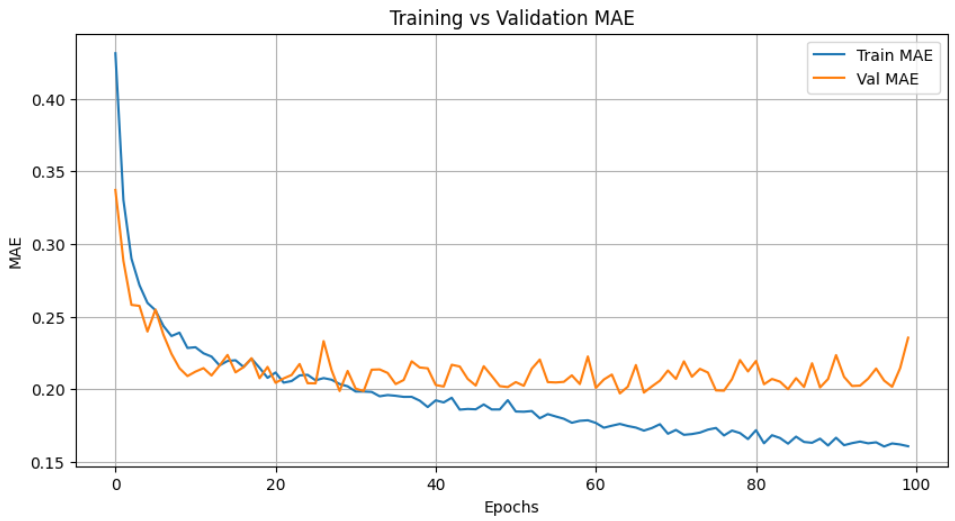 Training vs Validation MAE
Train MAE
Val MAE
0.40
0.35
0.30
0.25
0.20
0.15
MAE
0 20 40 60 80 100
Epochs